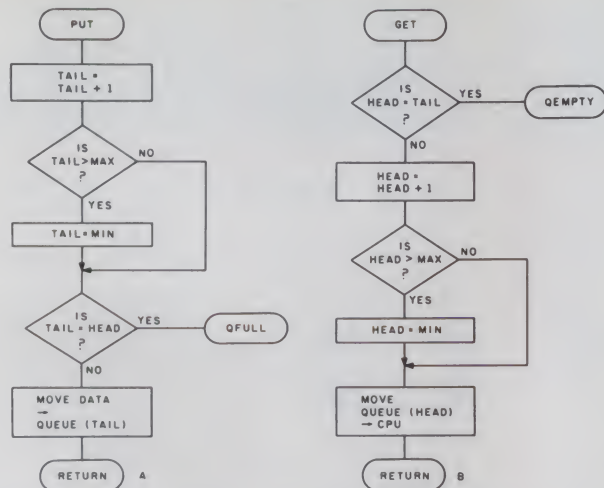 PUT
TAIL =
TAIL + 1
IS
TAIL>MAX
?
NO
YES
TAIL=MIN
IS
TAIL = HEAD
?
YES
QFULL
NO
MOVE DATA
→
QUEUE (TAIL)
RETURN
A
GET
IS
HEAD = TAIL
?
YES
QEMPTY
NO
HEAD =
HEAD + 1
IS
HEAD > MAX
?
NO
YES
HEAD = MIN
MOVE
QUEUE (HEAD)
→ CPU
RETURN
B